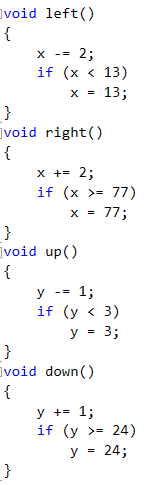 void left()
{
    x -= 2;
    if (x < 13)
        x = 13;
}
void right()
{
    x += 2;
    if (x >= 77)
        x = 77;
}
void up()
{
    y -= 1;
    if (y < 3)
        y = 3;
}
void down()
{
    y += 1;
    if (y >= 24)
        y = 24;
}